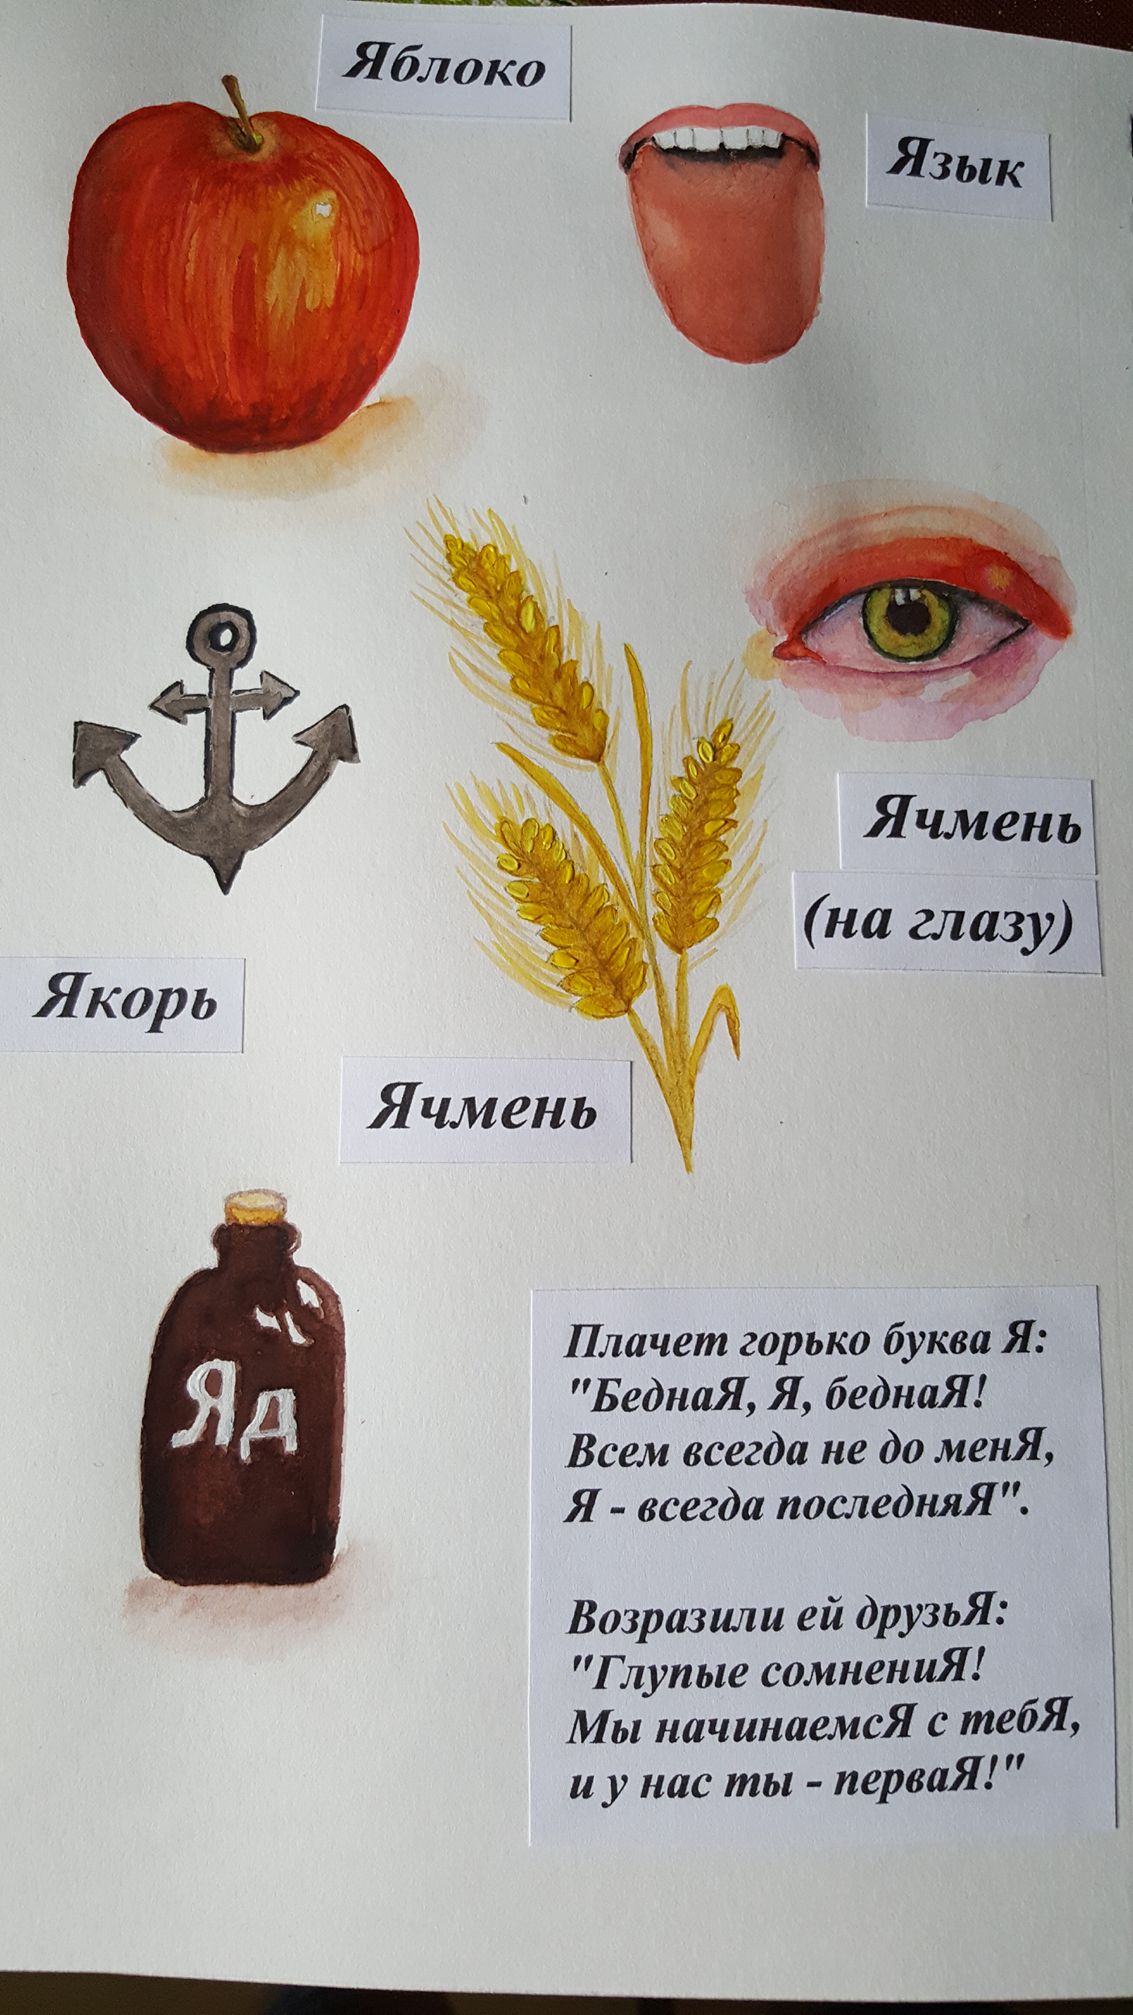 Яблоко
Язык
Ячмень
(на глазу)
Якорь
Ячмень
Яд
Плачет горько буква Я:
"БеднаЯ, Я, беднаЯ!
Всем всегда не до менЯ,
Я - всегда последняЯ".
Возразили ей друзьЯ:
"Глупые сомнениЯ!
Мы начинаемсЯ с тебЯ,
и у нас ты - перваЯ!"